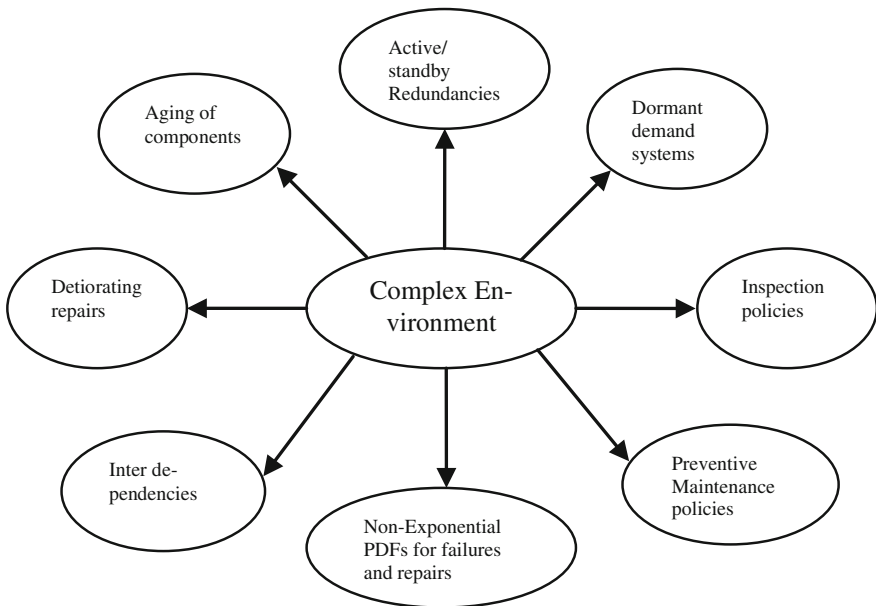 Active/
standby
Redundancies
Aging of
components
Dormant
demand
systems
Detiorating
repairs
Complex En-
vironment
Inspection
policies
Inter de-
pendencies
Preventive
Maintenance
policies
Non-Exponential
PDFs for failures
and repairs